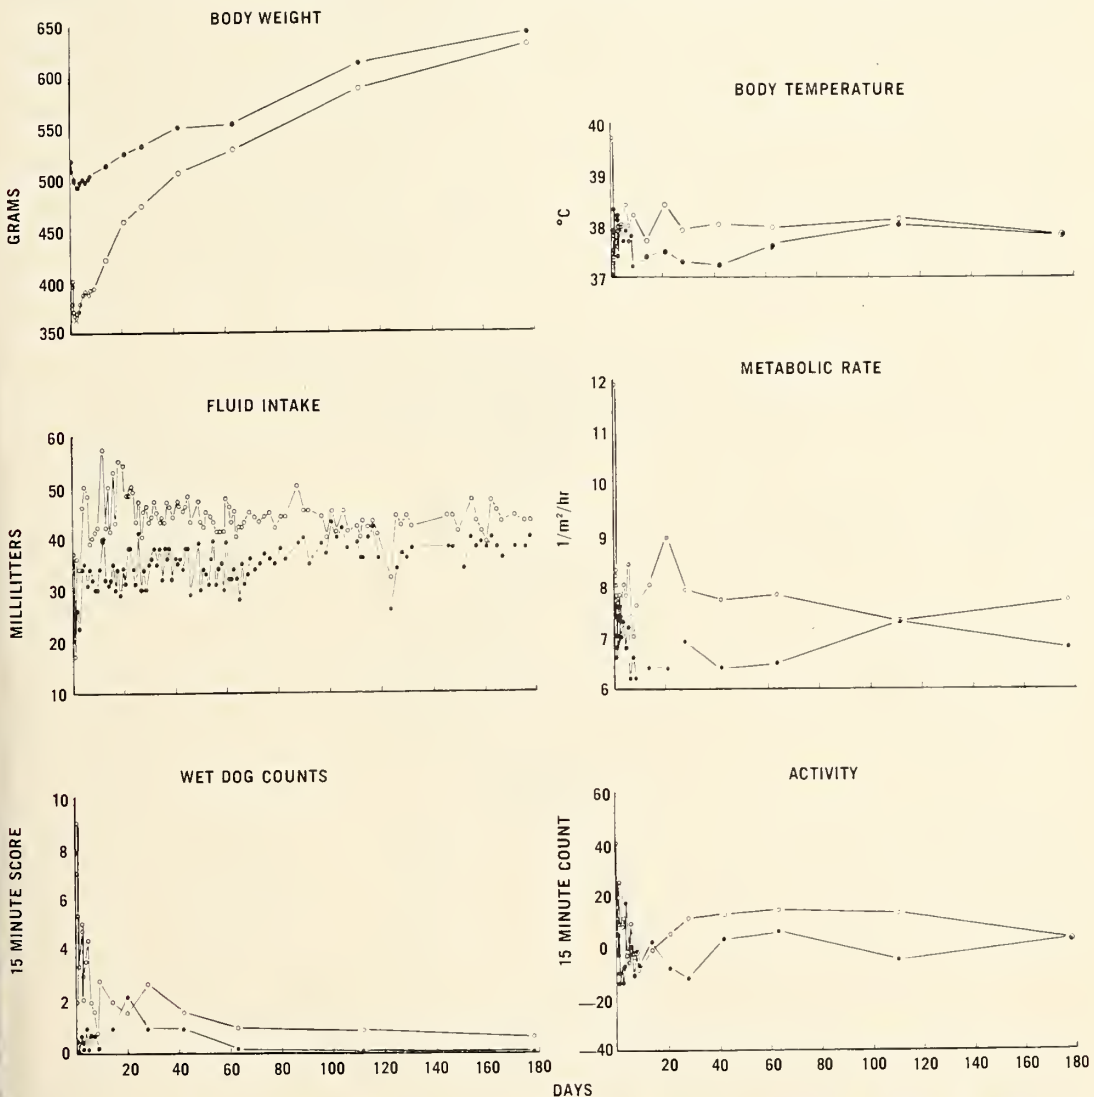 BODY WEIGHT
650
600
550
500
450
400
350
GRAMS
BODY TEMPERATURE
40
39
38
37
°C
FLUID INTAKE
60
50
40
30
20
10
MILLILITTERS
METABOLIC RATE
12
11
10
9
8
7
6
1/m²/hr
WET DOG COUNTS
10
8
6
4
2
0
15 MINUTE SCORE
20 40 60 80 100 120 140 160 180
ACTIVITY
60
40
20
0
—20
—40
15 MINUTE COUNT
20 40 60 80 100 120 140 160 180
DAYS